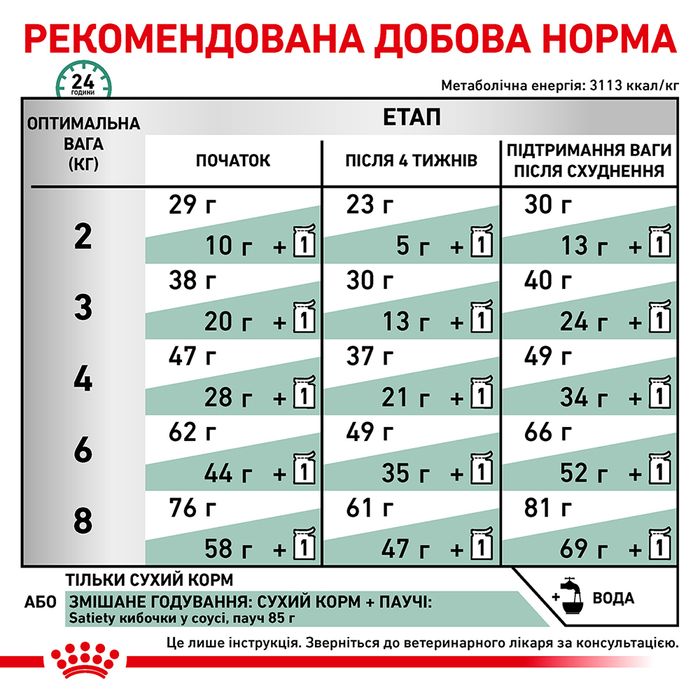 РЕКОМЕНДОВАНА ДОБОВА НОРМА
24
ГОДИНИ
Метаболічна енергія: 3113 ккал/кг
ОПТИМАЛЬНА
ВАГА
(КГ)
ЕТАП
ПОЧАТОК
ПІСЛЯ 4 ТИЖНІВ
ПІДТРИМАННЯ ВАГИ
ПІСЛЯ СХУДНЕННЯ
2
29 г 23 г 30 г
10 г + 1 5 г + 1 13 г + 1
3
38 г 30 г 40 г
20 г + 1 13 г + 1 24 г + 1
4
47 г 37 г 49 г
28 г + 1 21 г + 1 34 г + 1
6
62 г 49 г 66 г
44 г + 1 35 г + 1 52 г + 1
8
76 г 61 г 81 г
58 г + 1 47 г + 1 69 г + 1
ТІЛЬКИ СУХИЙ КОРМ
АБО ЗМІШАНЕ ГОДУВАННЯ: СУХИЙ КОРМ + ПАУЧІ:
Satiety кибочки у соусі, пауч 85 г
+ ВОДА
Це лише інструкція. Зверніться до ветеринарного лікаря за консультацією.